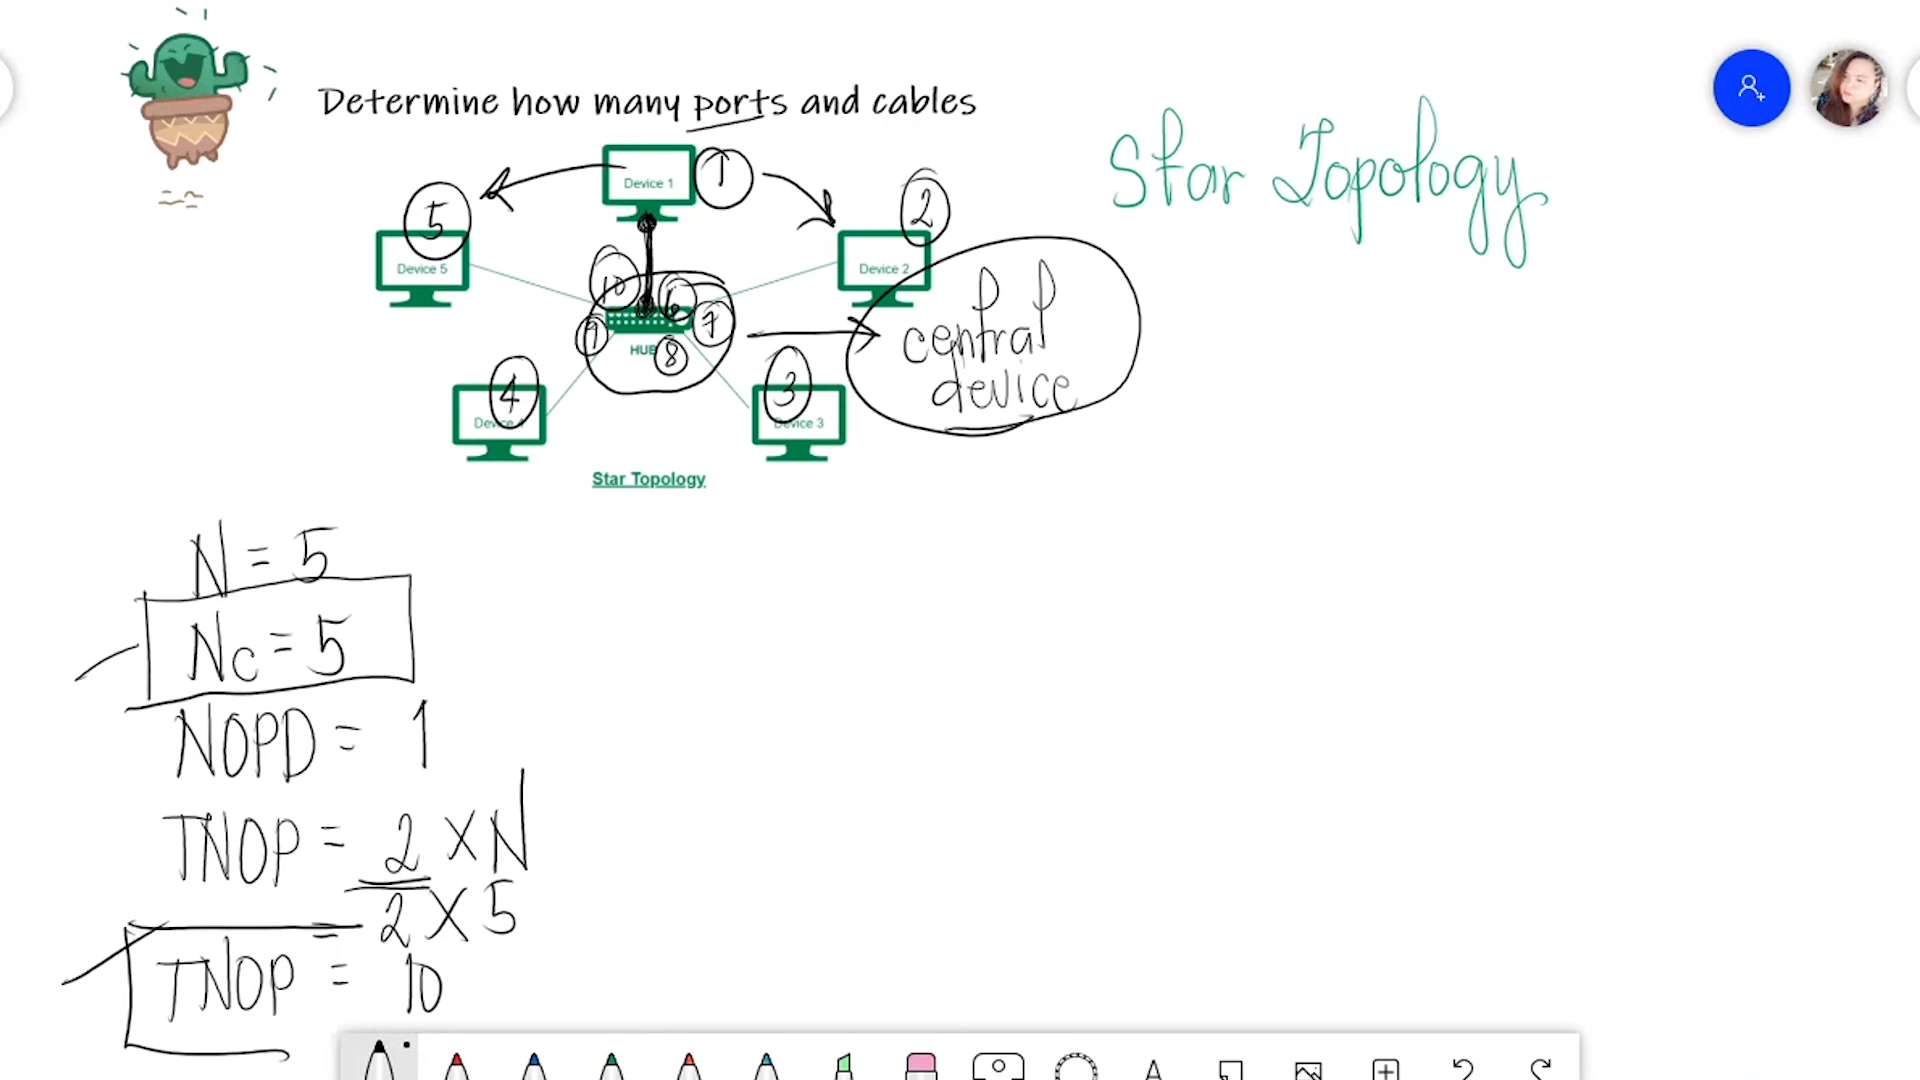 Determine how many ports and cables
Star Topology
Device 1
1
5
2
Device 5
Device 2
10
6
9
7
HUB
8
central
device
4
3
Device 4
Device 3
Star Topology
N = 5
Nc = 5
NOPD = 1
TNOP = 2 X N
= 2 X 5
TNOP = 10